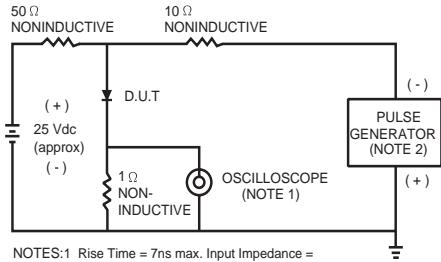 50 Ω
NONINDUCTIVE
10 Ω
NONINDUCTIVE
( + )
25 Vdc
(approx)
( - )
D.U.T
( - )
PULSE
GENERATOR
(NOTE 2)
( + )
1 Ω
NON-
INDUCTIVE
OSCILLOSCOPE
(NOTE 1)
NOTES:1 Rise Time = 7ns max. Input Impedance =